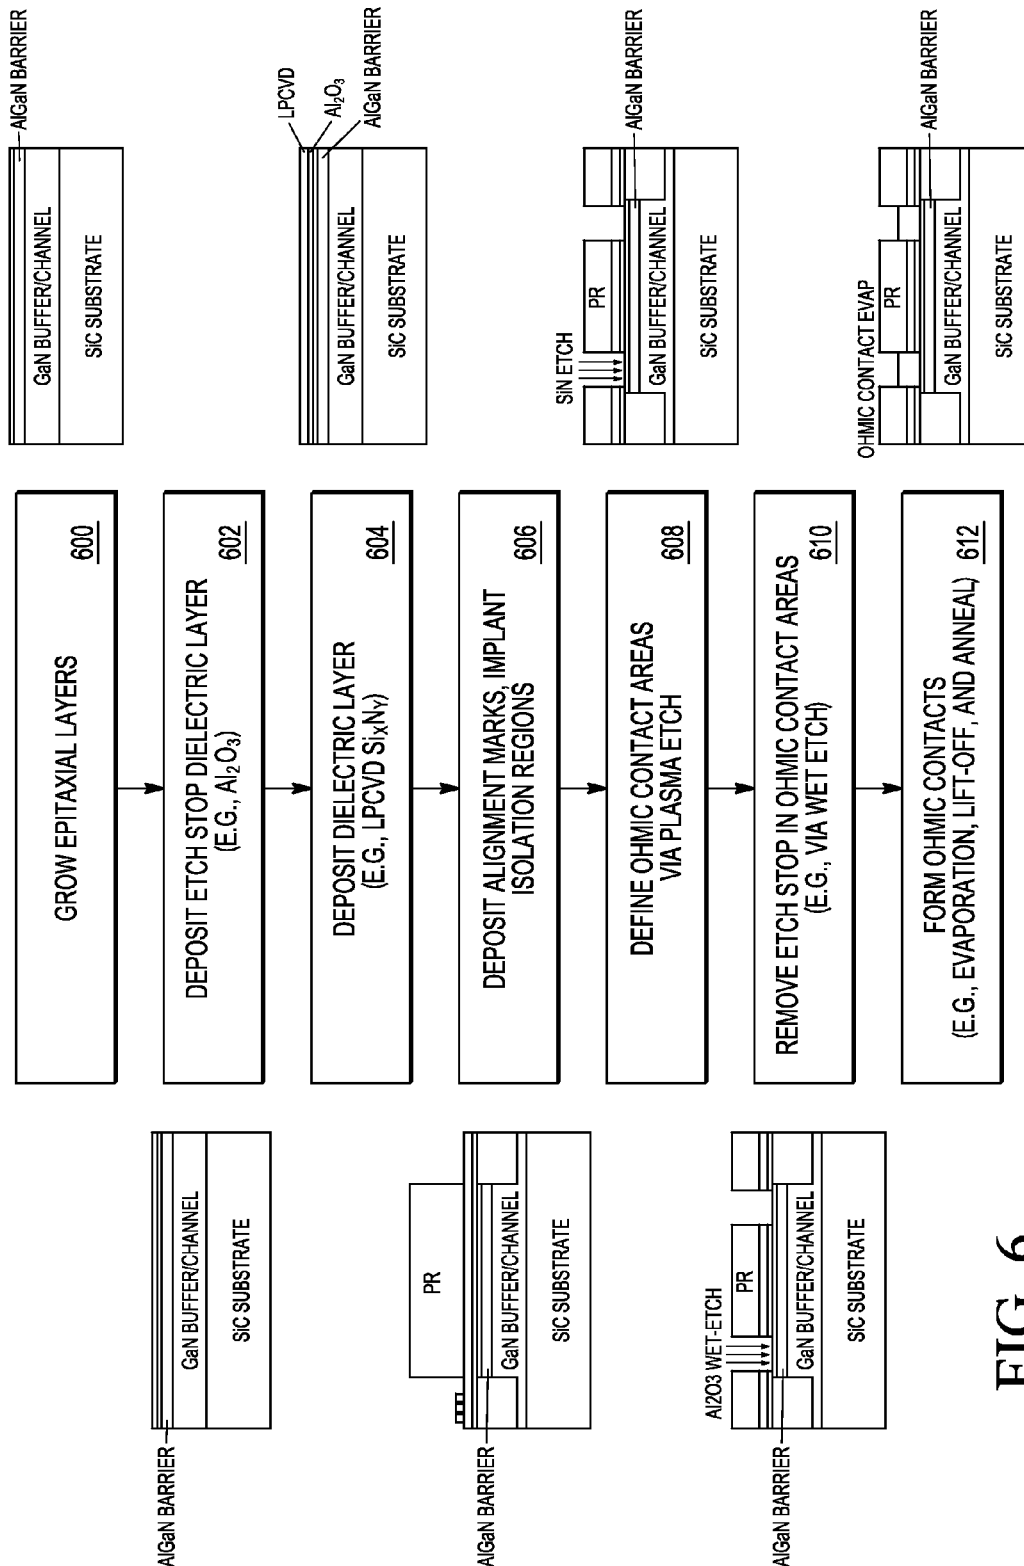 GROW EPITAXIAL LAYERS
600
AlGaN BARRIER
GaN BUFFER/CHANNEL
SiC SUBSTRATE
DEPOSIT ETCH STOP DIELECTRIC LAYER
(E.G., Al₂O₃)
602
AlGaN BARRIER
GaN BUFFER/CHANNEL
SiC SUBSTRATE
DEPOSIT DIELECTRIC LAYER
(E.G., LPCVD SiₓNᵧ)
604
LPCVD
Al₂O₃
AlGaN BARRIER
GaN BUFFER/CHANNEL
SiC SUBSTRATE
DEPOSIT ALIGNMENT MARKS, IMPLANT
ISOLATION REGIONS
606
PR
AlGaN BARRIER
GaN BUFFER/CHANNEL
SiC SUBSTRATE
DEFINE OHMIC CONTACT AREAS
VIA PLASMA ETCH
608
SiN ETCH
PR
AlGaN BARRIER
GaN BUFFER/CHANNEL
SiC SUBSTRATE
REMOVE ETCH STOP IN OHMIC CONTACT AREAS
(E.G., VIA WET ETCH)
610
Al2O3 WET-ETCH
PR
AlGaN BARRIER
GaN BUFFER/CHANNEL
SiC SUBSTRATE
FORM OHMIC CONTACTS
(E.G., EVAPORATION, LIFT-OFF, AND ANNEAL)
612
OHMIC CONTACT EVAP
PR
AlGaN BARRIER
GaN BUFFER/CHANNEL
SiC SUBSTRATE
FIG. 6